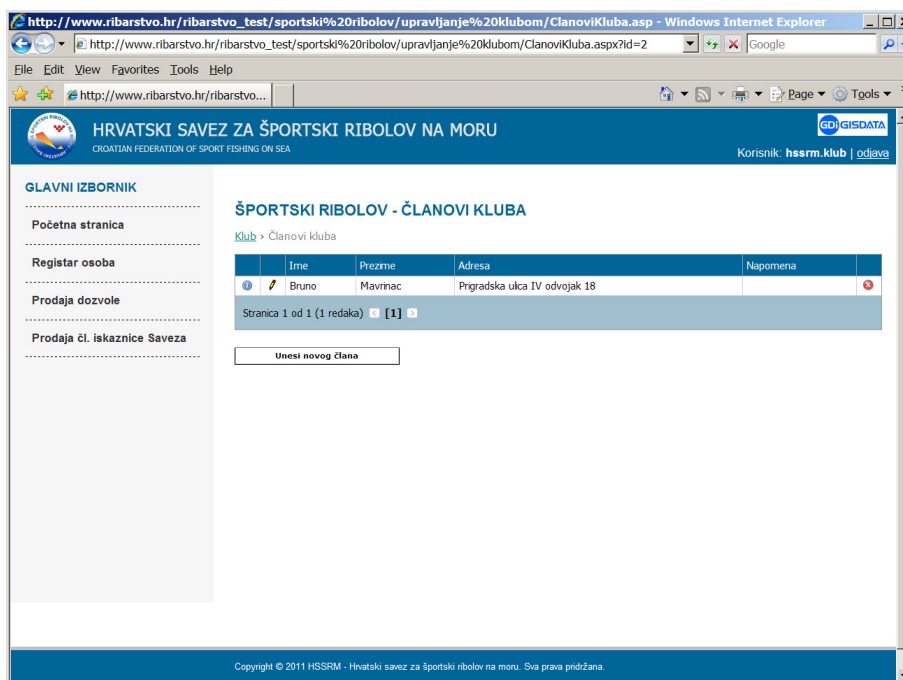 http://www.ribarstvo.hr/ribarstvo_test/sportski%20ribolov/upravljanje%20klubom/ClanoviKluba.asp - Windows Internet Explorer
http://www.ribarstvo.hr/ribarstvo_test/sportski%20ribolov/upravljanje%20klubom/ClanoviKluba.aspx?id=2
Google
File Edit View Favorites Tools Help
http://www.ribarstvo.hr/ribarstvo...
Page Tools
HRVATSKI SAVEZ ZA ŠPORTSKI RIBOLOV NA MORU
CROATIAN FEDERATION OF SPORT FISHING ON SEA
GDi GISDATA
Korisnik: hssrm.klub | odjava
GLAVNI IZBORNIK
Početna stranica
Registar osoba
Prodaja dozvole
Prodaja čl. iskaznice Saveza
ŠPORTSKI RIBOLOV - ČLANOVI KLUBA
Klub › Članovi kluba
Ime Prezime Adresa Napomena
Bruno Mavrinac Prigradska ulica IV odvojak 18
Stranica 1 od 1 (1 redaka) < [1] >
Unesi novog člana
Copyright © 2011 HSSRM - Hrvatski savez za športski ribolov na moru. Sva prava pridržana.